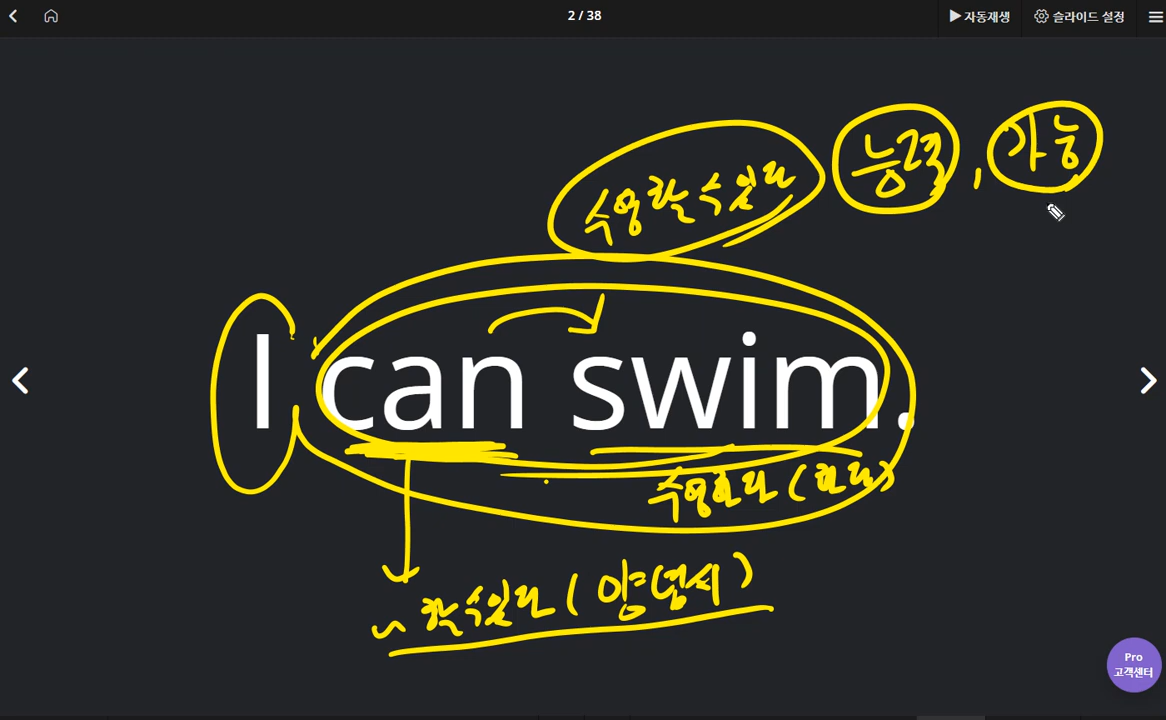 2 / 38
자동재생
슬라이드 설정
능력, 가능
수영할 수 있다
I can swim.
수영하다 (하다)
~ 할 수 있다 (양념씨)
Pro
고객센터